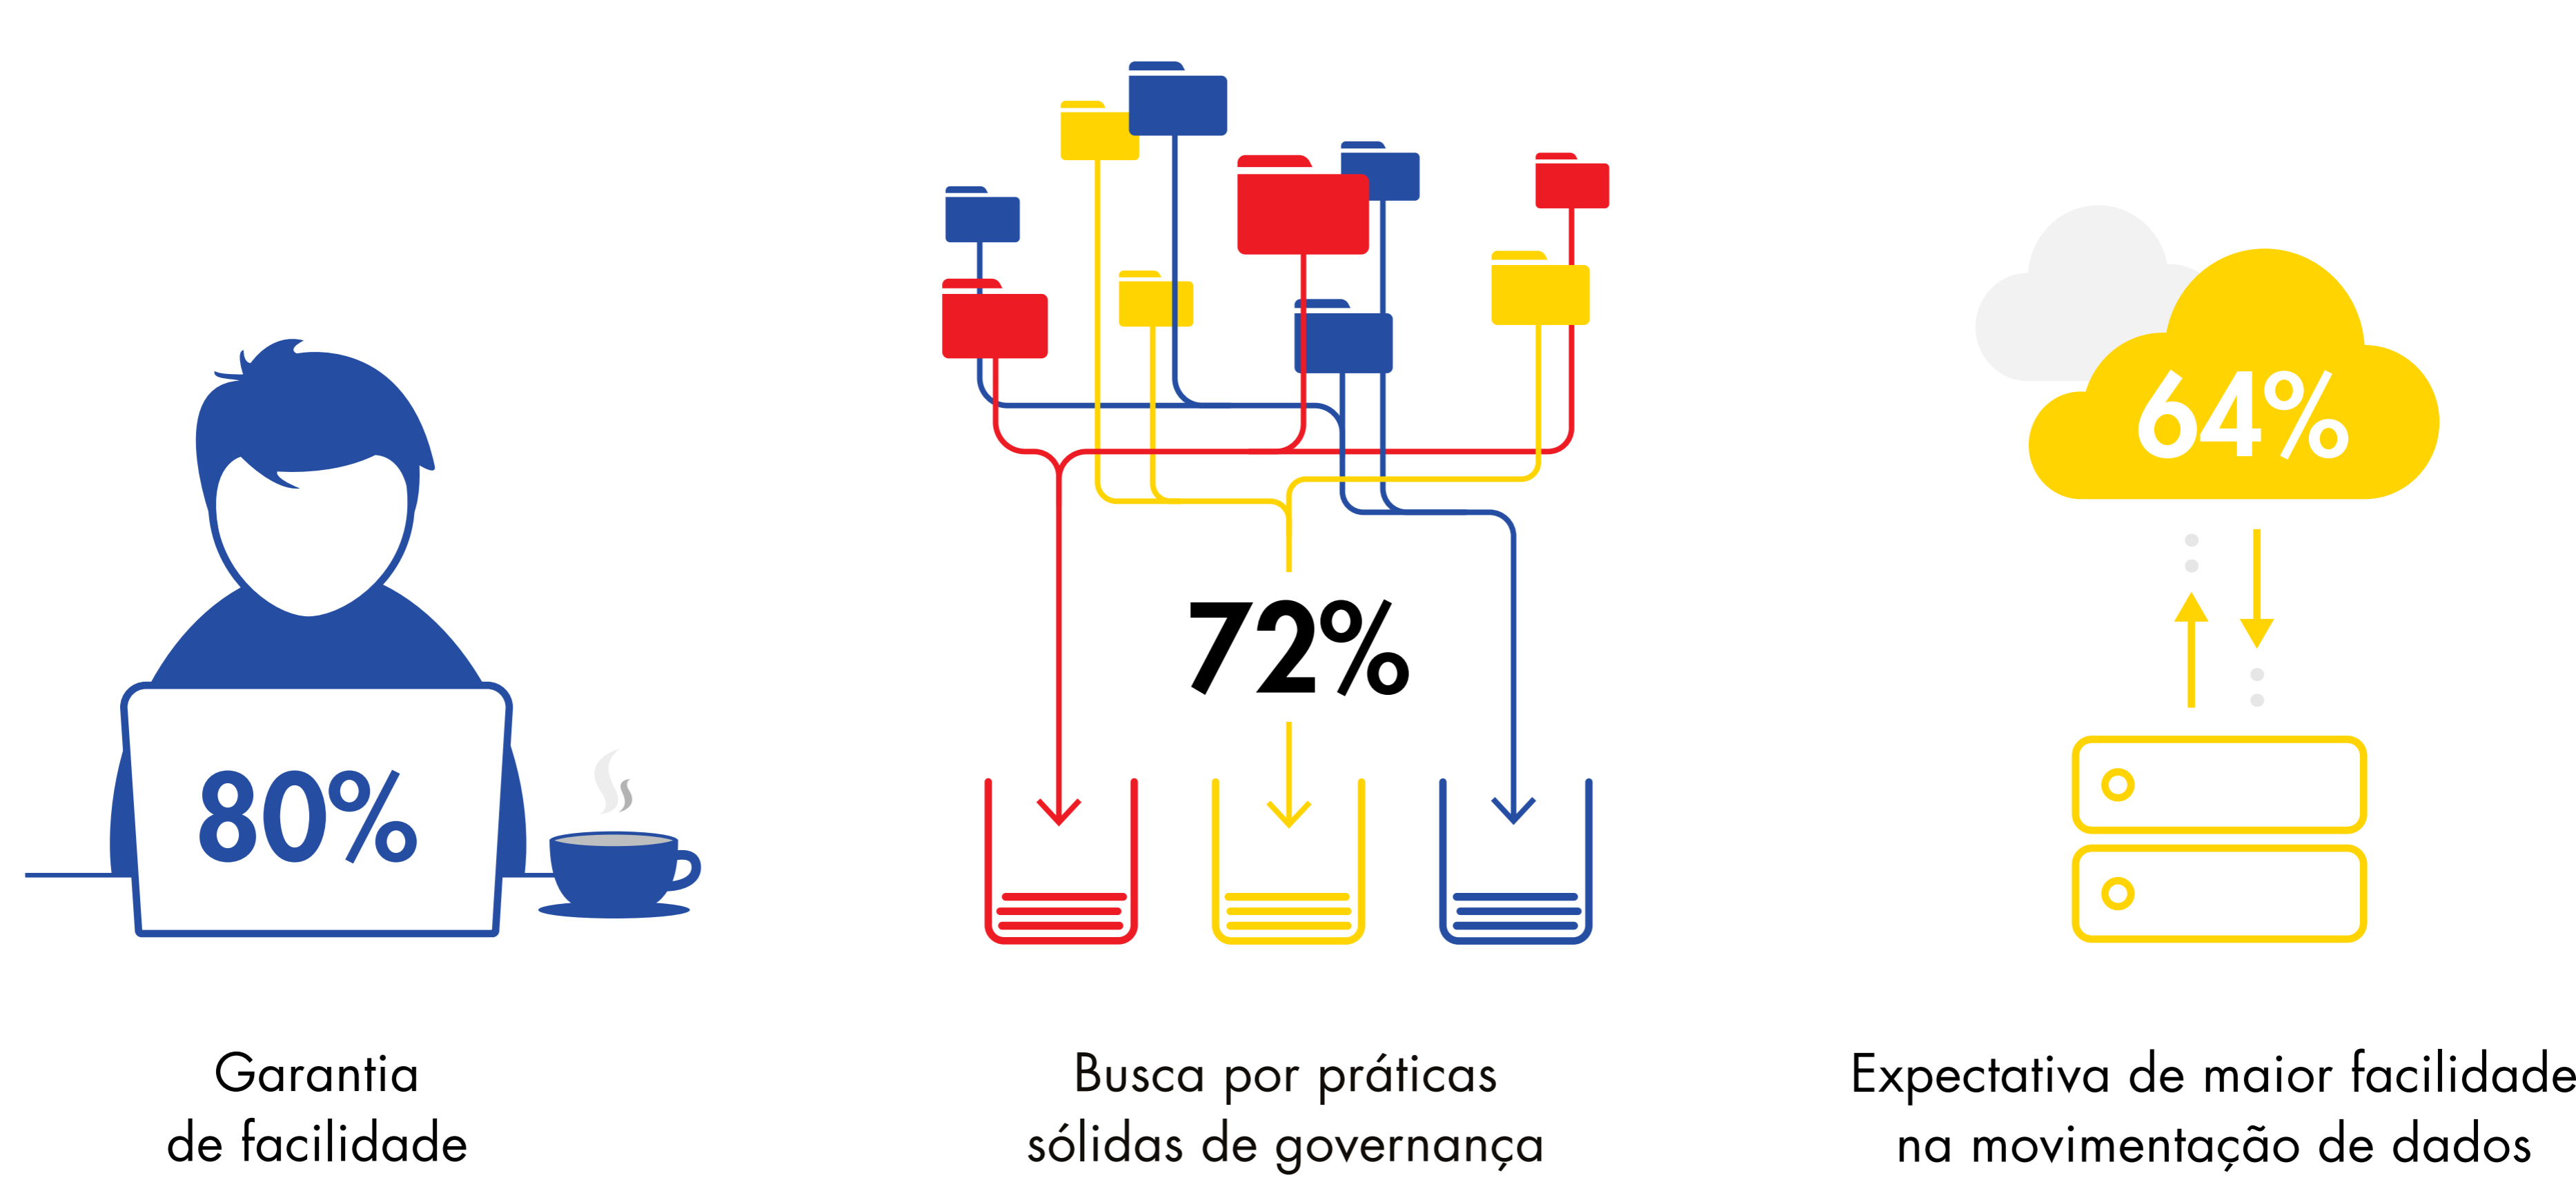 80%
Garantia
de facilidade
72%
Busca por práticas
sólidas de governança
64%
Expectativa de maior facilidade
na movimentação de dados